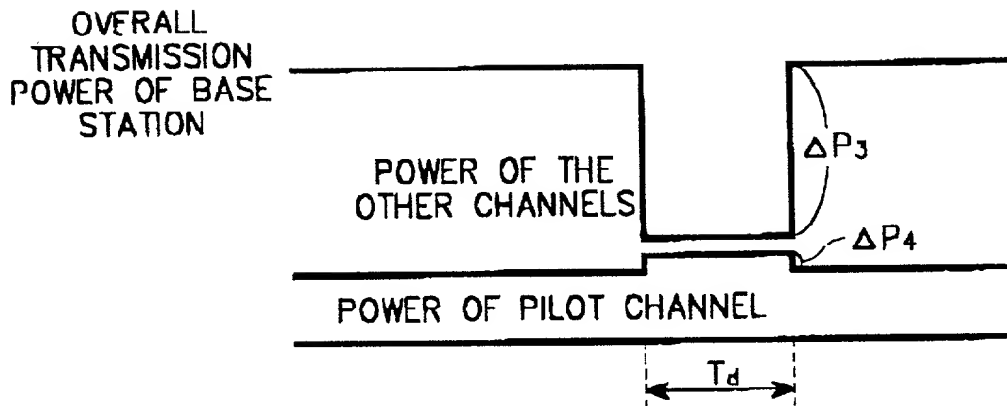 OVERALL
TRANSMISSION
POWER OF BASE
STATION
POWER OF THE
OTHER CHANNELS
ΔP3
ΔP4
POWER OF PILOT CHANNEL
Td